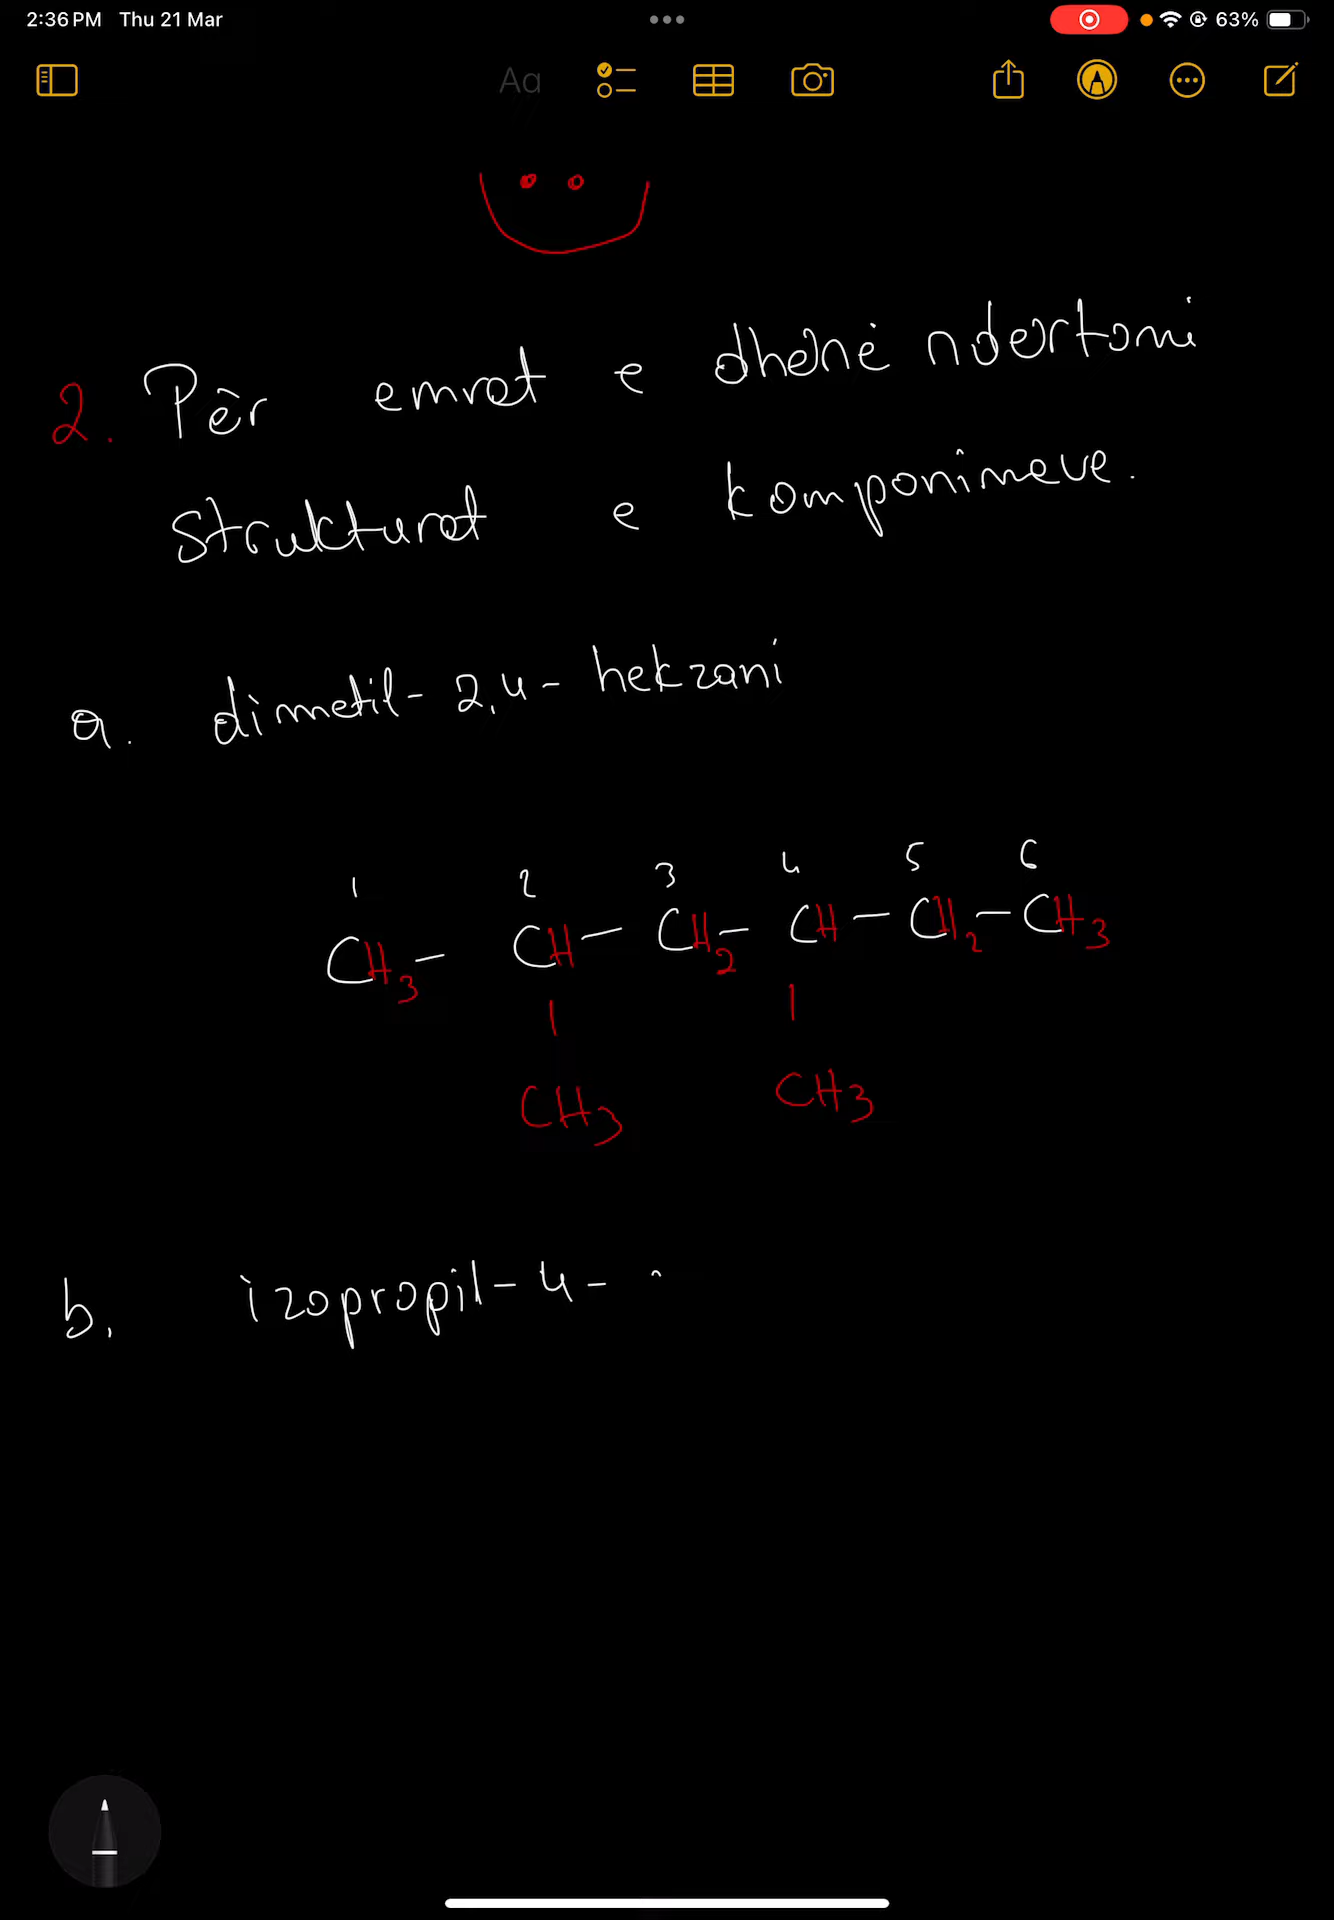 2:36 PM Thu 21 Mar
63%
Aa
2. Për emrat e dhënë ndërtoni
strukturat e komponimeve.
a. dimetil-2,4-hekzani
1 2 3 4 5 6
CH3- CH- CH2- CH- CH2- CH3
CH3 CH3
b. izopropil-4-